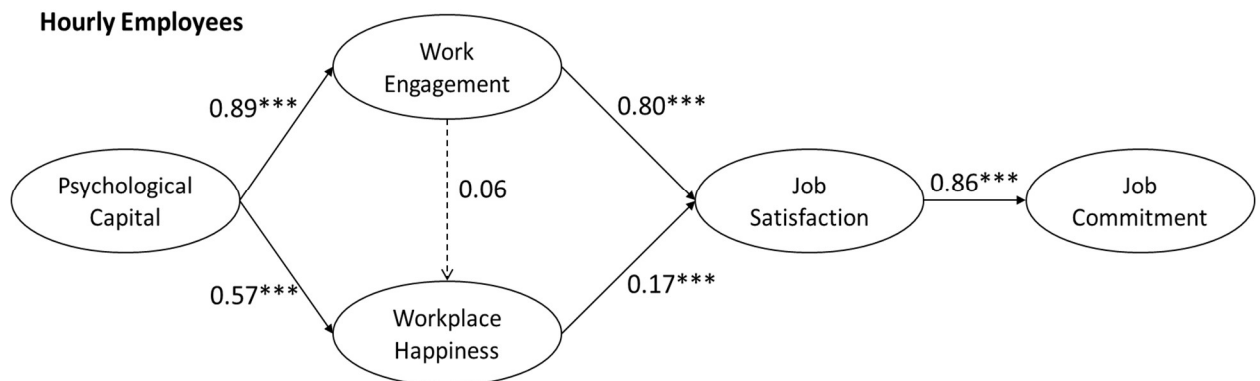 Hourly Employees
Work
Engagement
0.89***
0.80***
Psychological
Capital
0.06
Job
Satisfaction
0.86***
Job
Commitment
0.57***
0.17***
Workplace
Happiness